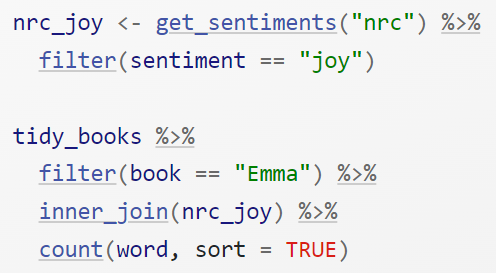 nrc_joy <- get_sentiments("nrc") %>%
  filter(sentiment == "joy")

tidy_books %>%
  filter(book == "Emma") %>%
  inner_join(nrc_joy) %>%
  count(word, sort = TRUE)